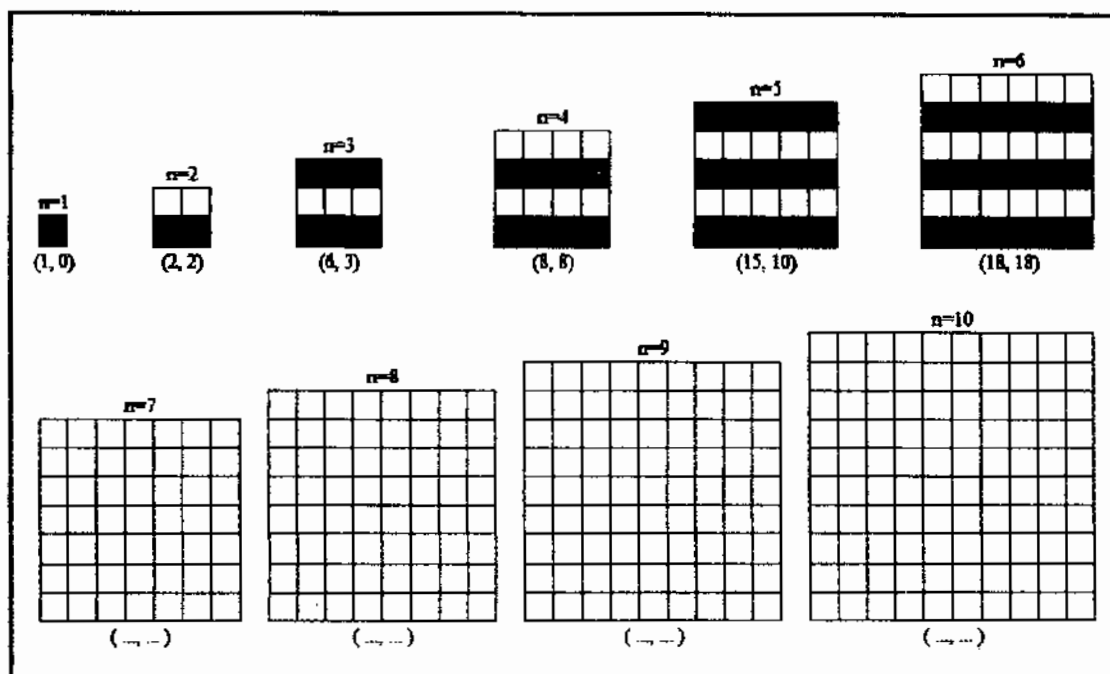 n=6
n=5
n=4
n=3
n=2
n=1
(1, 0) (2, 2) (6, 3) (8, 8) (15, 10) (18, 18)
n=10
n=9
n=8
n=7
( ..., ...) ( ..., ...) ( ..., ...) ( ..., ...)